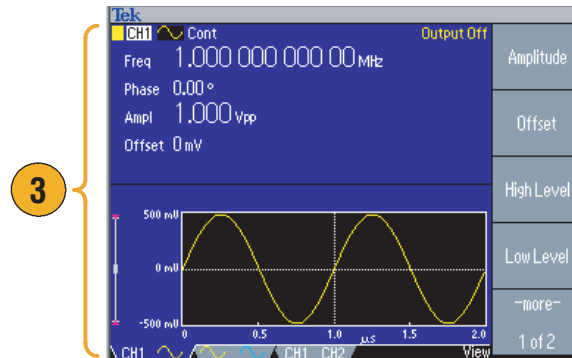 Tek
CH1 Cont Output Off
Freq 1.000 000 000 00 MHz
Phase 0.00 °
Ampl 1.000 Vpp
Offset 0 mV
Amplitude
Offset
High Level
Low Level
-more-
1 of 2
3
500 mV
0 mV
-500 mV
0 0.5 1.0 1.5 2.0
µs
CH1 CH1 CH2 View